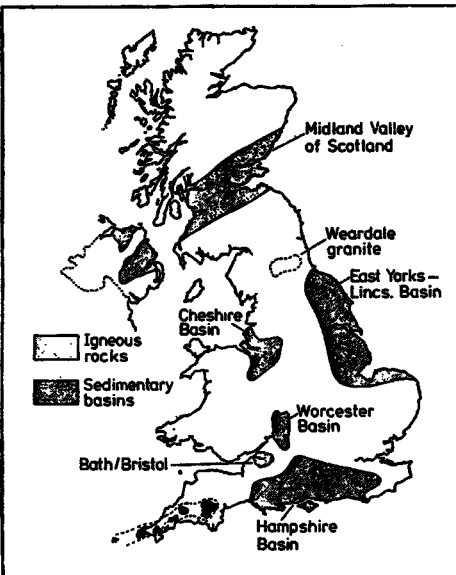 Midland Valley
of Scotland
Weardale
granite
East Yorks–
Lincs. Basin
Cheshire
Basin
Igneous
rocks
Sedimentary
basins
Worcester
Basin
Bath/Bristol
Hampshire
Basin